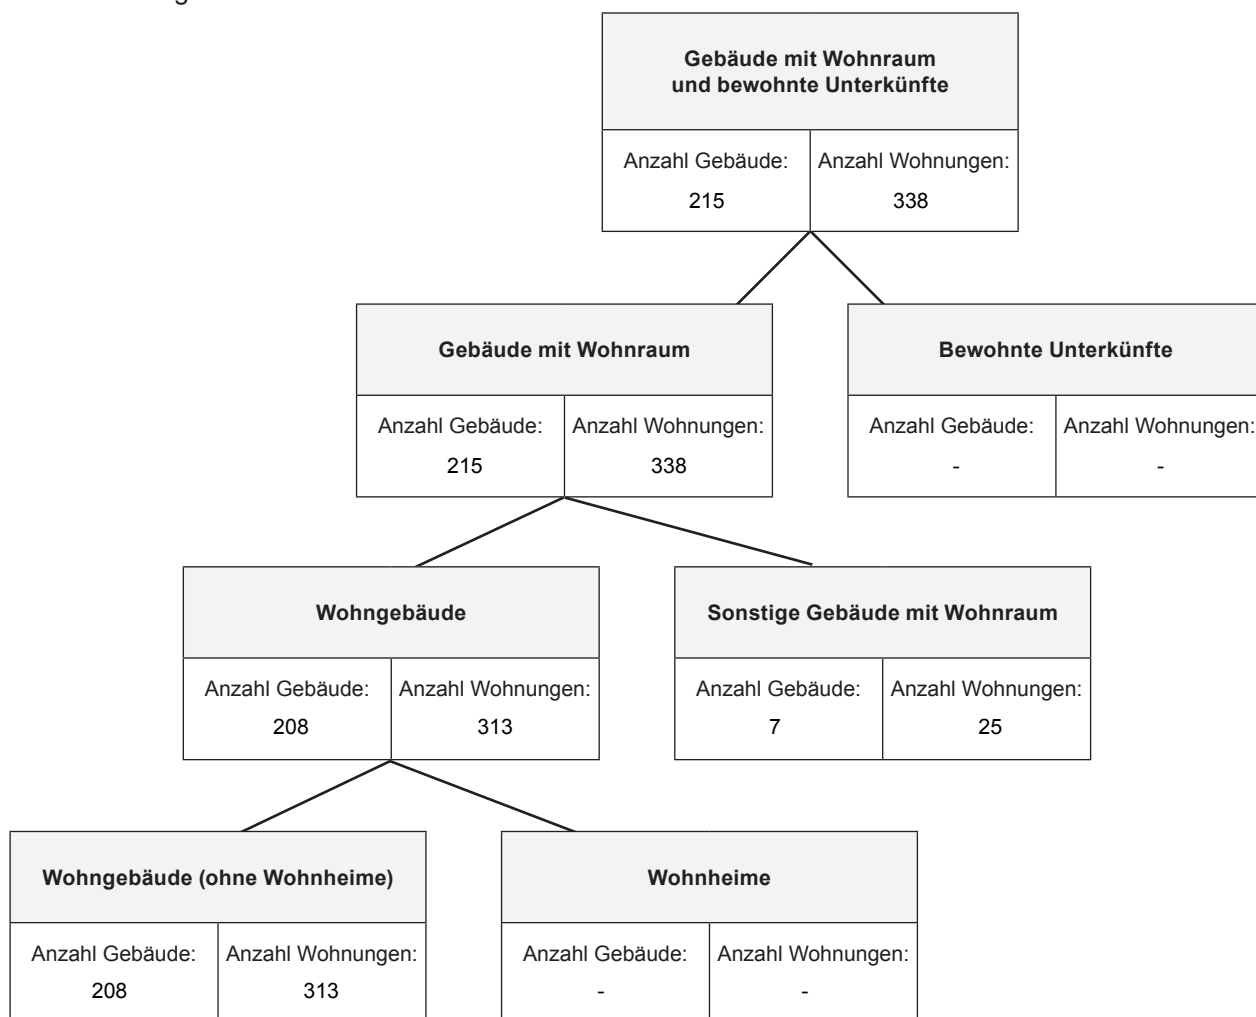 Gebäude mit Wohnraum
und bewohnte Unterkünfte
Anzahl Gebäude: Anzahl Wohnungen:
215 338
Gebäude mit Wohnraum
Anzahl Gebäude: Anzahl Wohnungen:
215 338
Bewohnte Unterkünfte
Anzahl Gebäude: Anzahl Wohnungen:
- -
Wohngebäude
Anzahl Gebäude: Anzahl Wohnungen:
208 313
Sonstige Gebäude mit Wohnraum
Anzahl Gebäude: Anzahl Wohnungen:
7 25
Wohngebäude (ohne Wohnheime)
Anzahl Gebäude: Anzahl Wohnungen:
208 313
Wohnheime
Anzahl Gebäude: Anzahl Wohnungen:
- -